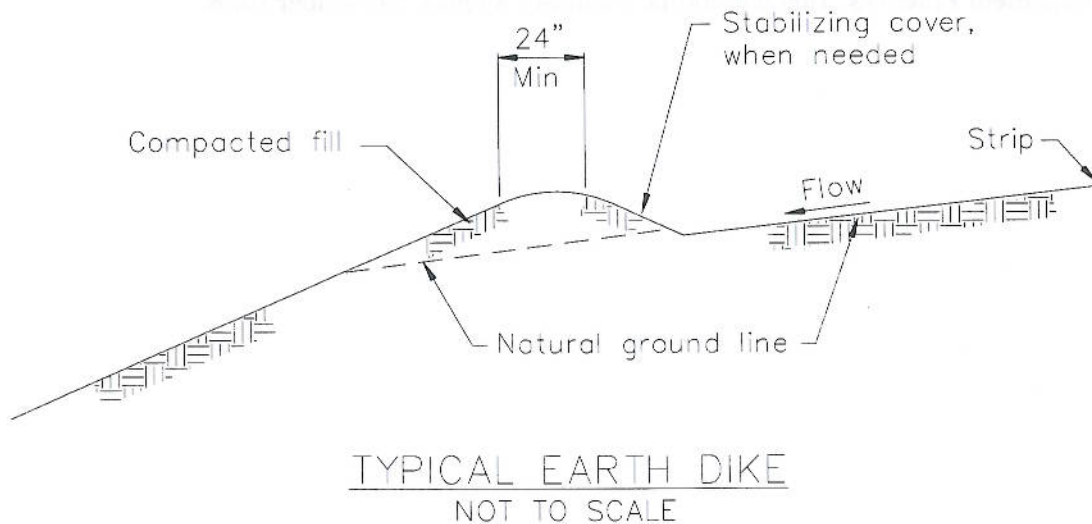 24"
Min
Stabilizing cover,
when needed
Compacted fill
Strip
Flow
Natural ground line
TYPICAL EARTH DIKE
NOT TO SCALE